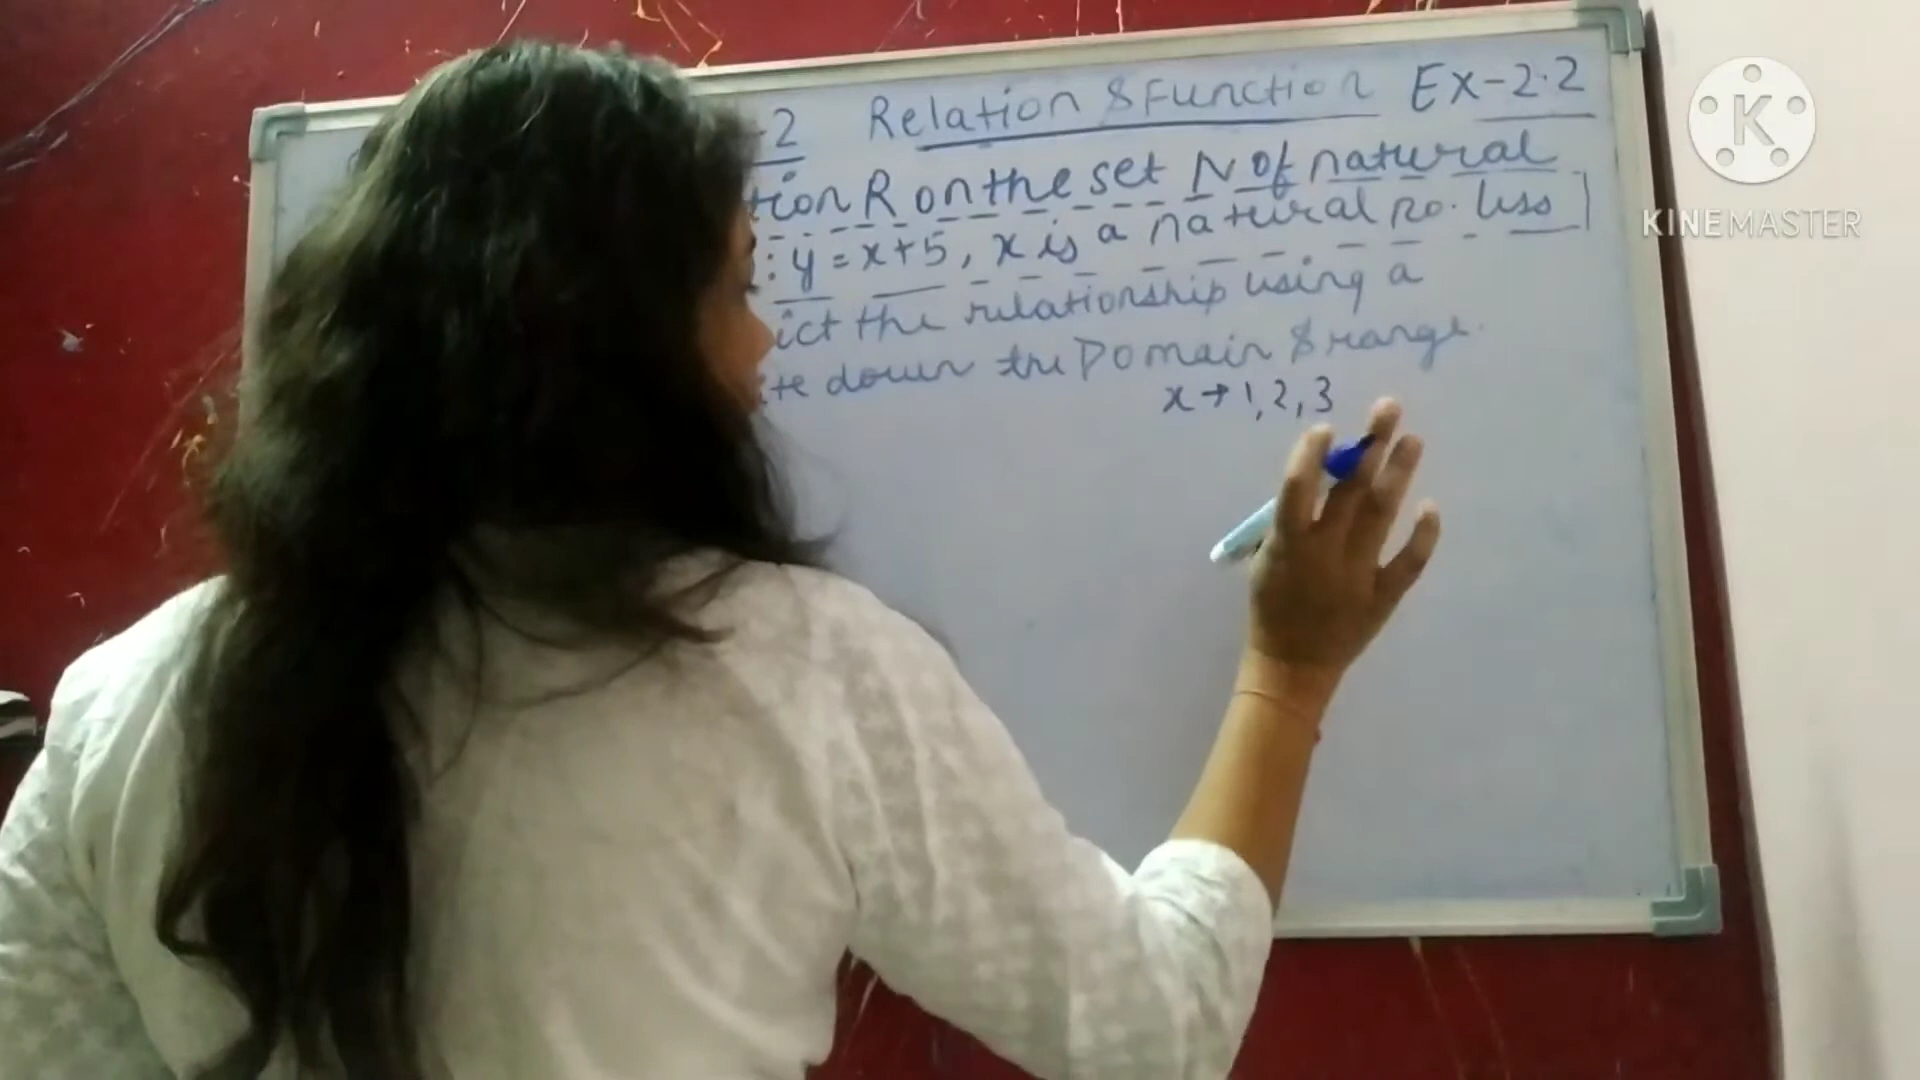 -2 Relation & Function Ex-2.2
tion R on the set N of natural
: y = x+5, x is a natural no. less
ict the relationship using a
te down the Domain & range.
x → 1, 2, 3
K
KINEMASTER